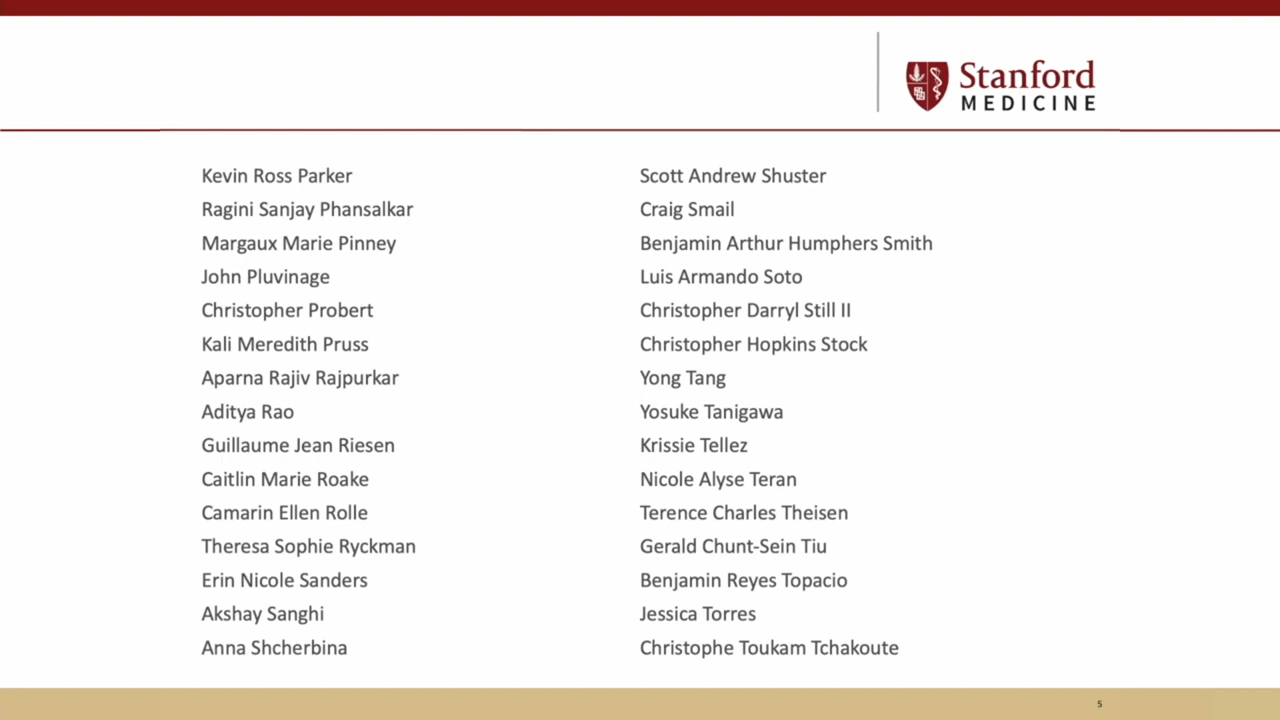 Stanford
MEDICINE
Kevin Ross Parker
Ragini Sanjay Phansalkar
Margaux Marie Pinney
John Pluvinage
Christopher Probert
Kali Meredith Pruss
Aparna Rajiv Rajpurkar
Aditya Rao
Guillaume Jean Riesen
Caitlin Marie Roake
Camarin Ellen Rolle
Theresa Sophie Ryckman
Erin Nicole Sanders
Akshay Sanghi
Anna Shcherbina
Scott Andrew Shuster
Craig Smail
Benjamin Arthur Humphers Smith
Luis Armando Soto
Christopher Darryl Still II
Christopher Hopkins Stock
Yong Tang
Yosuke Tanigawa
Krissie Tellez
Nicole Alyse Teran
Terence Charles Theisen
Gerald Chunt-Sein Tiu
Benjamin Reyes Topacio
Jessica Torres
Christophe Toukam Tchakoute
5